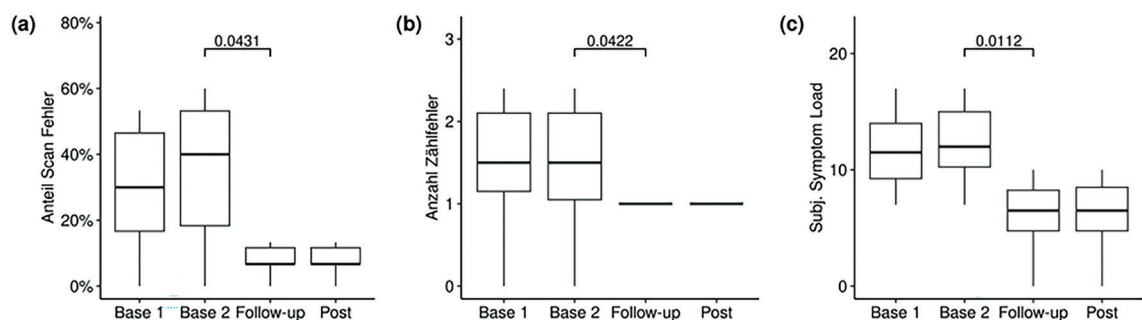 (a)
Anteil Scan Fehler
80%
60%
40%
20%
0%
0.0431
Base 1 Base 2 Follow-up Post
(b)
Anzahl Zählfehler
3
2
1
0
0.0422
Base 1 Base 2 Follow-up Post
(c)
Subj. Symptom Load
20
10
0
0.0112
Base 1 Base 2 Follow-up Post